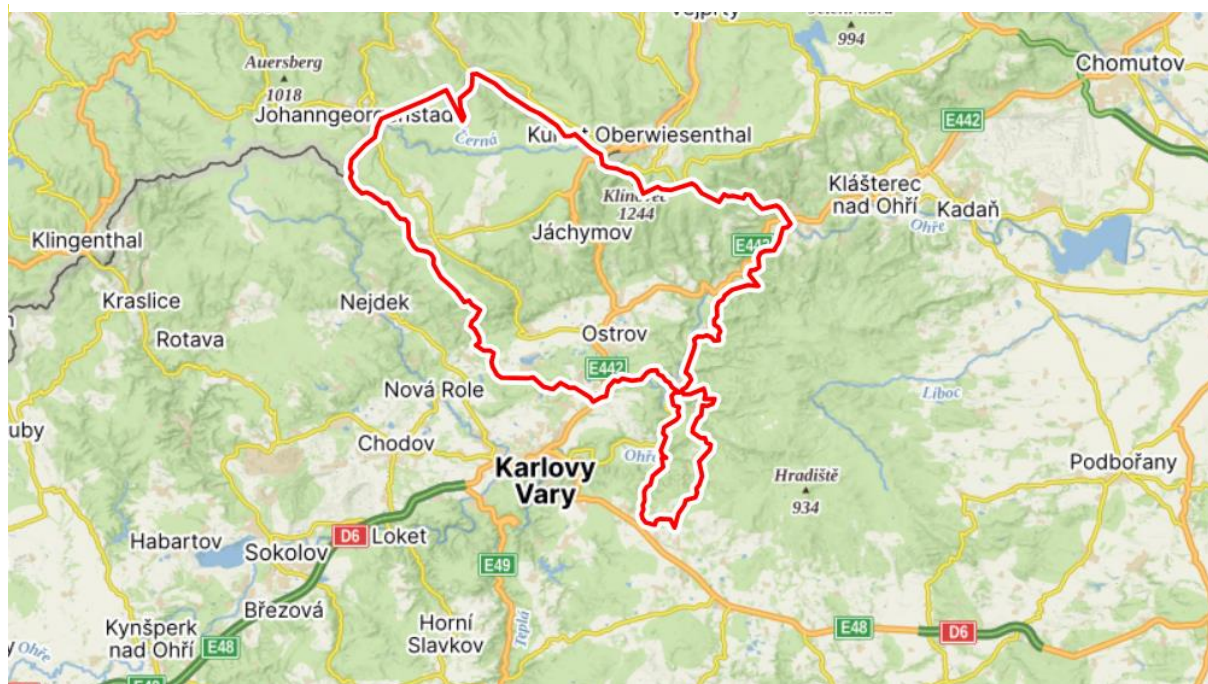 Vejprty
994
Chomutov
Auersberg
1018
Johanngeorgenstad
Černá
Kurort Oberwiesenthal
E442
Klášterec
nad Ohří
Kadaň
Ohře
Klínovec
1244
Klingenthal
Jáchymov
E442
Kraslice
Nejdek
Rotava
Ostrov
E442
Nová Role
Liboc
Chodov
Ohře
Karlovy
Vary
Hradiště
934
Podbořany
D6
Loket
Habartov
Sokolov
E49
Březová
Teplá
Horní
Slavkov
Kynšperk
nad Ohří
E48
E48
D6
Ohře